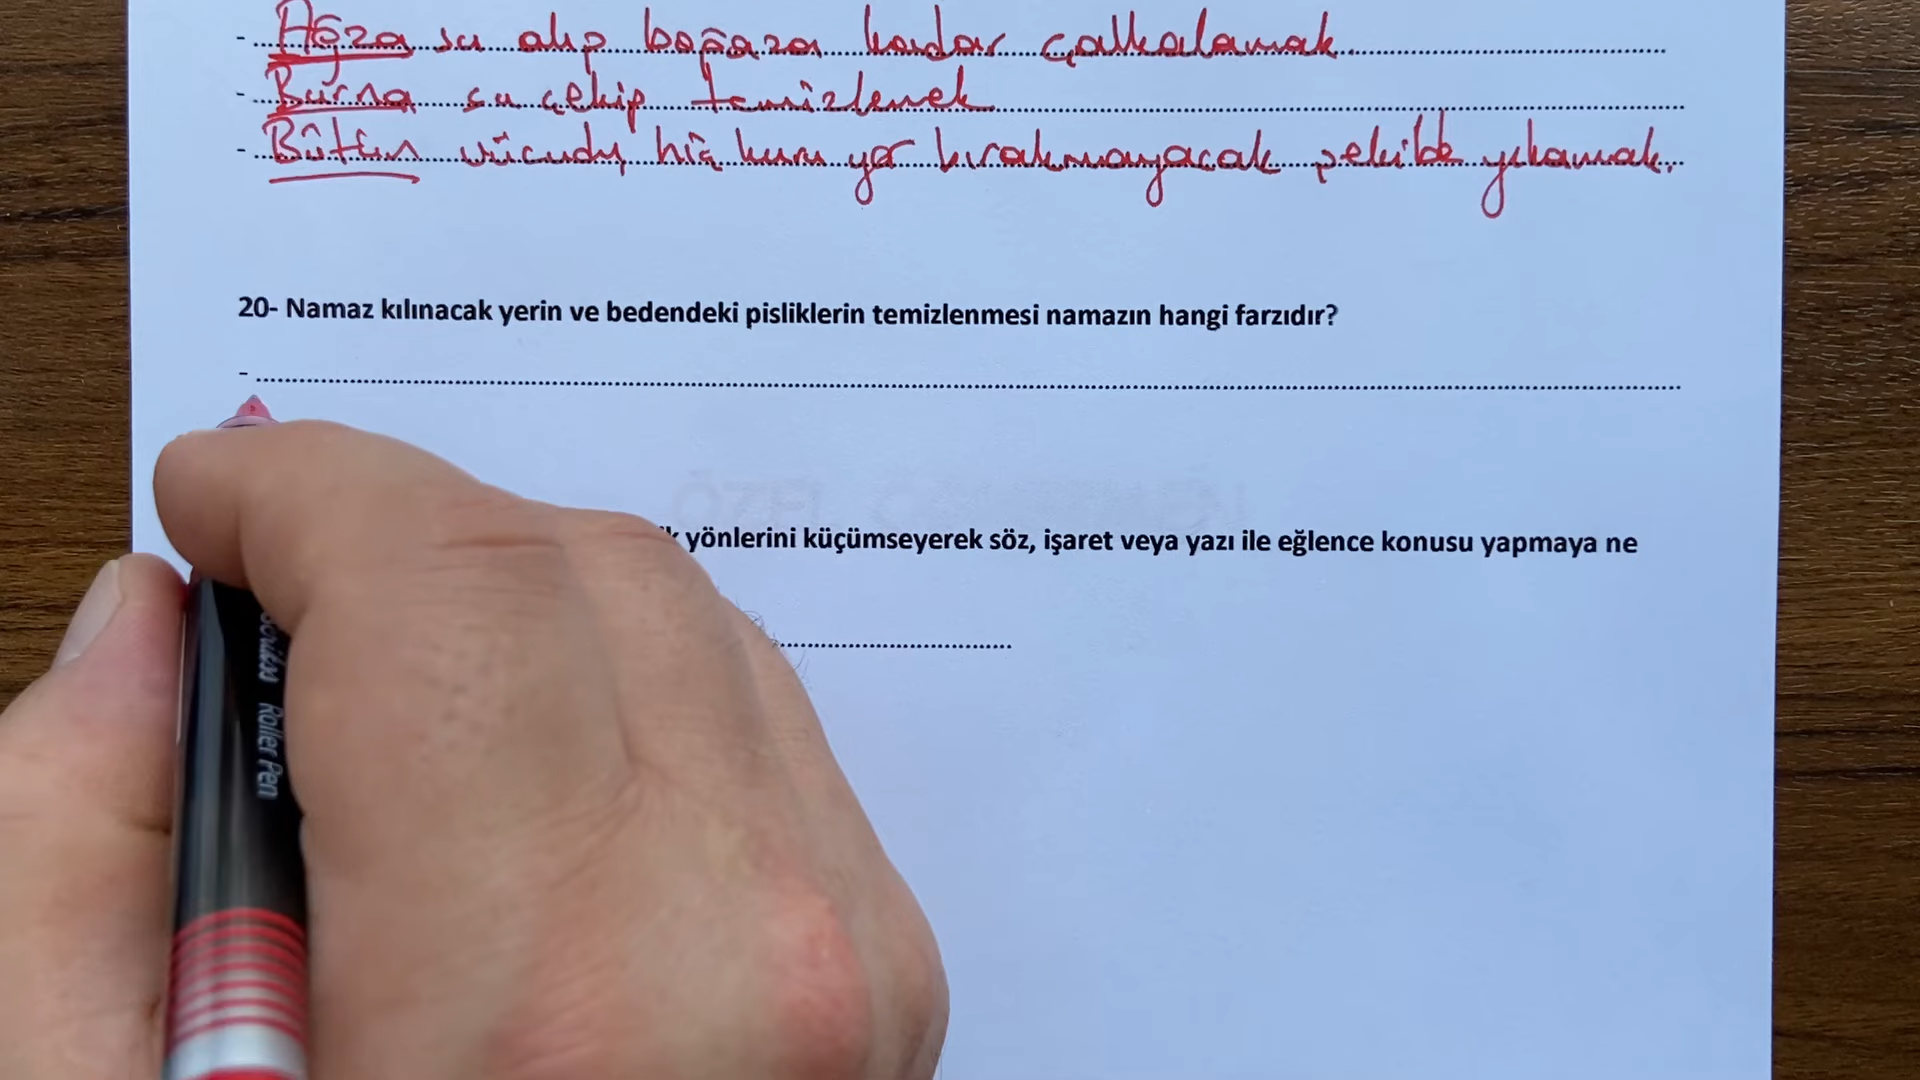 - Ağza su alıp boğaza kadar çalkalamak.
- Burna su çekip temizlemek
- Bütün vücudu hiç kuru yer bırakmayacak şekilde yıkamak.
20- Namaz kılınacak yerin ve bedendeki pisliklerin temizlenmesi namazın hangi farzıdır?
-
yönlerini küçümseyerek söz, işaret veya yazı ile eğlence konusu yapmaya ne
Roller Pen